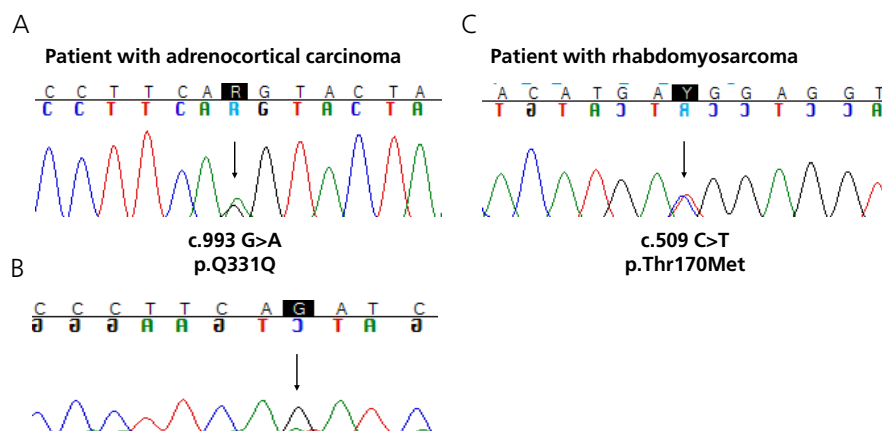 A
Patient with adrenocortical carcinoma
C C T T C A R G T A C T A
C C T T C A R G T A C T A
c.993 G>A
p.Q331Q
B
C C C T T C A G A T C
G G G A A G T C T A G
C
Patient with rhabdomyosarcoma
A C A T G A Y G G A G G T
T G T A C T R C C T C C A
c.509 C>T
p.Thr170Met